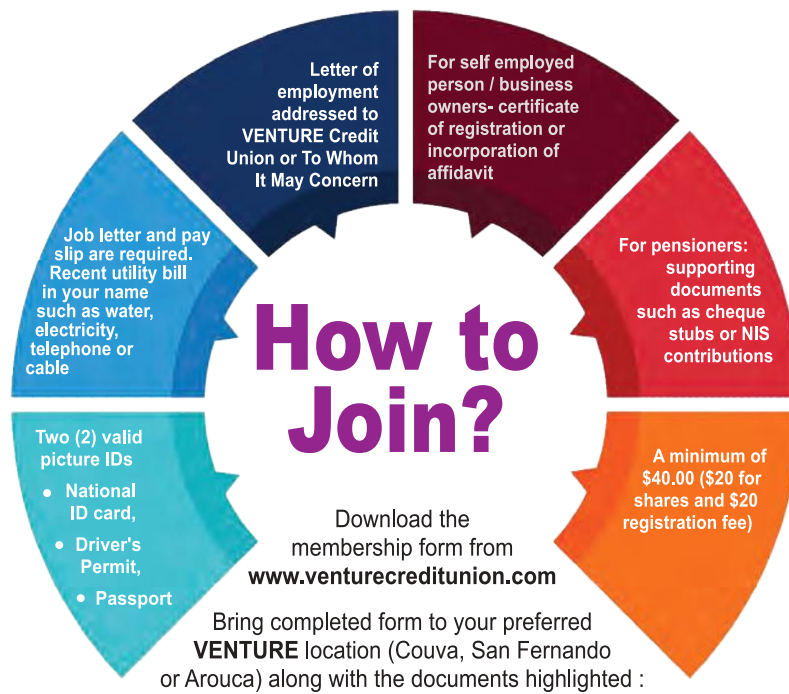 Letter of
employment
addressed to
VENTURE Credit
Union or To Whom
It May Concern
For self employed
person / business
owners- certificate
of registration or
incorporation of
affidavit
Job letter and pay
slip are required.
Recent utility bill
in your name
such as water,
electricity,
telephone or
cable
For pensioners:
supporting
documents
such as cheque
stubs or NIS
contributions
How to
Join?
Two (2) valid
picture IDs
• National
ID card,
• Driver's
Permit,
• Passport
A minimum of
$40.00 ($20 for
shares and $20
registration fee)
Download the
membership form from
www.venturecreditunion.com
Bring completed form to your preferred
VENTURE location (Couva, San Fernando
or Arouca) along with the documents highlighted :